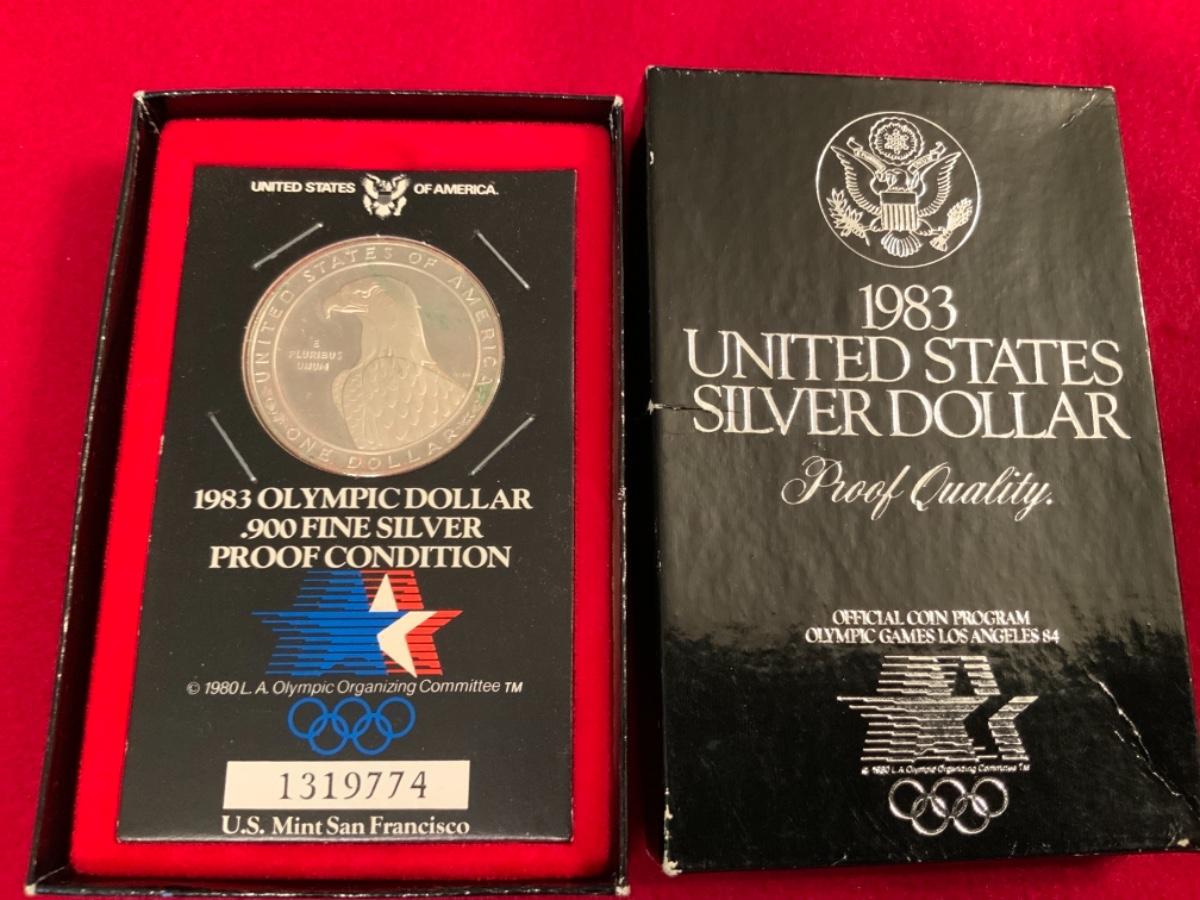 UNITED STATES OF AMERICA.
UNITED STATES OF AMERICA
E
PLURIBUS
UNUM
ONE DOLLAR
1983 OLYMPIC DOLLAR
.900 FINE SILVER
PROOF CONDITION
© 1980 L. A. Olympic Organizing Committee TM
1319774
U.S. Mint San Francisco
1983
UNITED STATES
SILVER DOLLAR
Proof Quality.
OFFICIAL COIN PROGRAM
OLYMPIC GAMES LOS ANGELES 84
© 1980 L.A. Olympic Organizing Committee TM